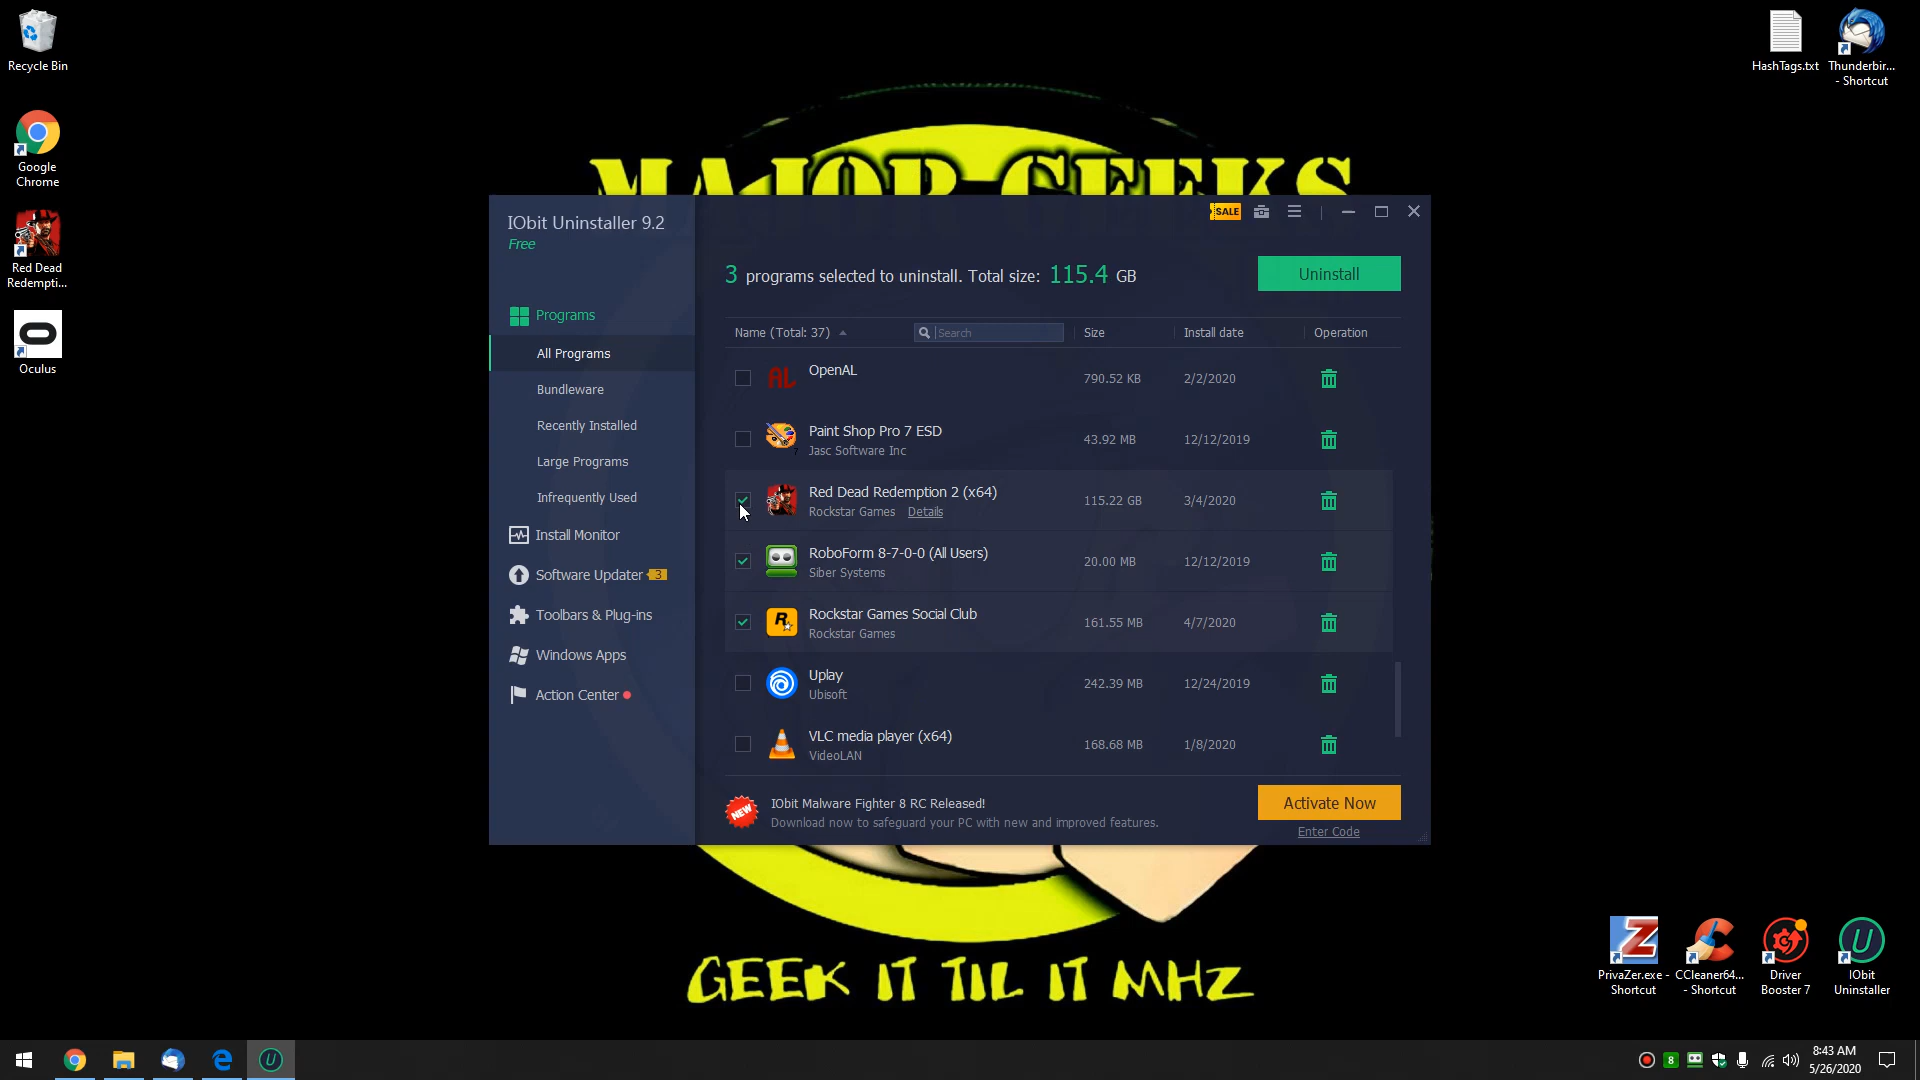 Recycle Bin
Google
Chrome
Red Dead
Redempti...
Oculus
HashTags.txt
Thunderbir...
- Shortcut
MAJOR GEEKS
IObit Uninstaller 9.2
Free
SALE
3 programs selected to uninstall. Total size: 115.4 GB
Uninstall
Programs
All Programs
Bundleware
Recently Installed
Large Programs
Infrequently Used
Install Monitor
Software Updater 3
Toolbars & Plug-ins
Windows Apps
Action Center
Name (Total: 37)
Search
Size
Install date
Operation
AL
OpenAL
790.52 KB
2/2/2020
Paint Shop Pro 7 ESD
Jasc Software Inc
43.92 MB
12/12/2019
Red Dead Redemption 2 (x64)
Rockstar Games Details
115.22 GB
3/4/2020
RoboForm 8-7-0-0 (All Users)
Siber Systems
20.00 MB
12/12/2019
R
Rockstar Games Social Club
Rockstar Games
161.55 MB
4/7/2020
Uplay
Ubisoft
242.39 MB
12/24/2019
VLC media player (x64)
VideoLAN
168.68 MB
1/8/2020
NEW
IObit Malware Fighter 8 RC Released!
Download now to safeguard your PC with new and improved features.
Activate Now
Enter Code
GEEK IT TIL IT MHZ
PrivaZer.exe -
Shortcut
CCleaner64...
- Shortcut
Driver
Booster 7
IObit
Uninstaller
8
8:43 AM
5/26/2020